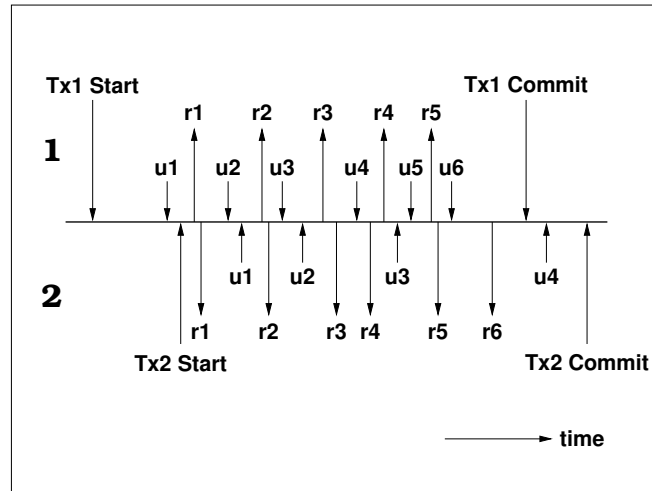 Tx1 Start Tx1 Commit
r1 r2 r3 r4 r5
1
u1 u2 u3 u4 u5 u6
2
u1 u2 u3 u4
r1 r2 r3 r4 r5 r6
Tx2 Start Tx2 Commit
time